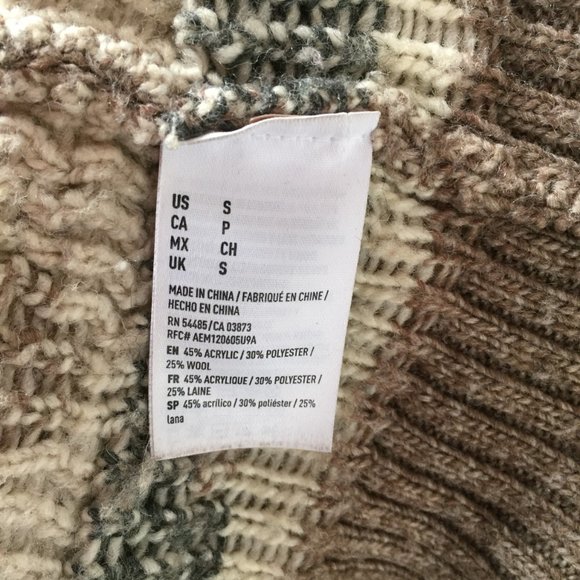 US S
CA P
MX CH
UK S
MADE IN CHINA / FABRIQUÉ EN CHINE /
HECHO EN CHINA
RN 54485/CA 03873
RFC# AEM120605U9A
EN 45% ACRYLIC / 30% POLYESTER /
25% WOOL
FR 45% ACRYLIQUE / 30% POLYESTER /
25% LAINE
SP 45% acrílico / 30% poliéster / 25%
lana